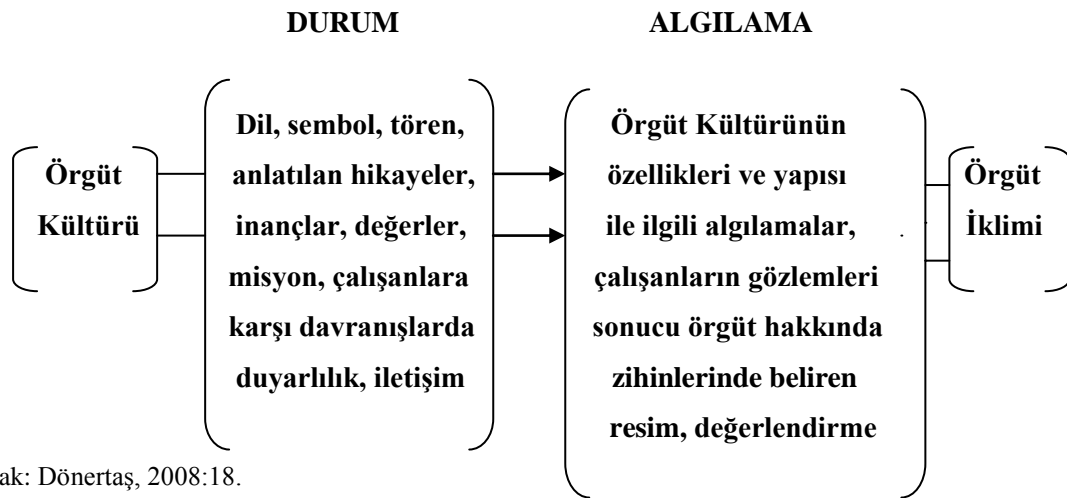 DURUM
ALGILAMA
Örgüt
Kültürü
Dil, sembol, tören,
anlatılan hikayeler,
inançlar, değerler,
misyon, çalışanlara
karşı davranışlarda
duyarlılık, iletişim
Örgüt Kültürünün
özellikleri ve yapısı
ile ilgili algılamalar,
çalışanların gözlemleri
sonucu örgüt hakkında
zihinlerinde beliren
resim, değerlendirme
Örgüt
İklimi
ak: Dönertaş, 2008:18.